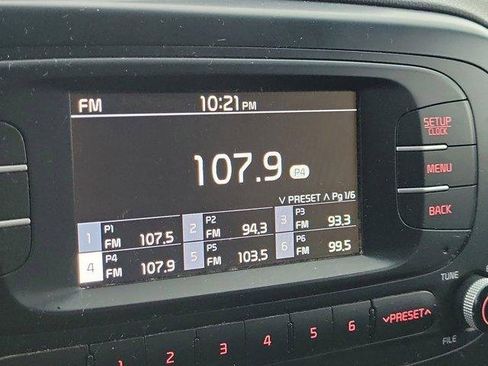 FM 10:21 PM
107.9 P4
∨ PRESET ∧ Pg 1/6
1 P1 FM 107.5 2 P2 FM 94.3 3 P3 FM 93.3
4 P4 FM 107.9 5 P5 FM 103.5 6 P6 FM 99.5
SETUP
CLOCK
MENU
BACK
TUNE
FILE
1 2 3 4 5 6 ∨PRESET∧